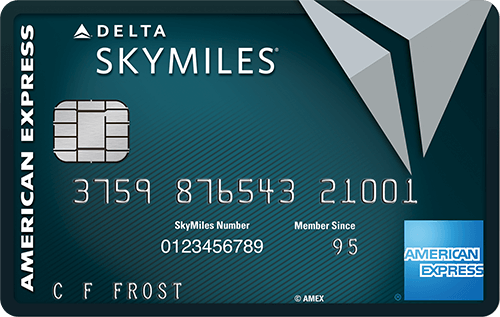 AMERICAN EXPRESS
DELTA
SKYMILES®
3759 876543 21001
SkyMiles Number
Member Since
0123456789
95
AMERICAN EXPRESS
®
C F FROST
© AMEX